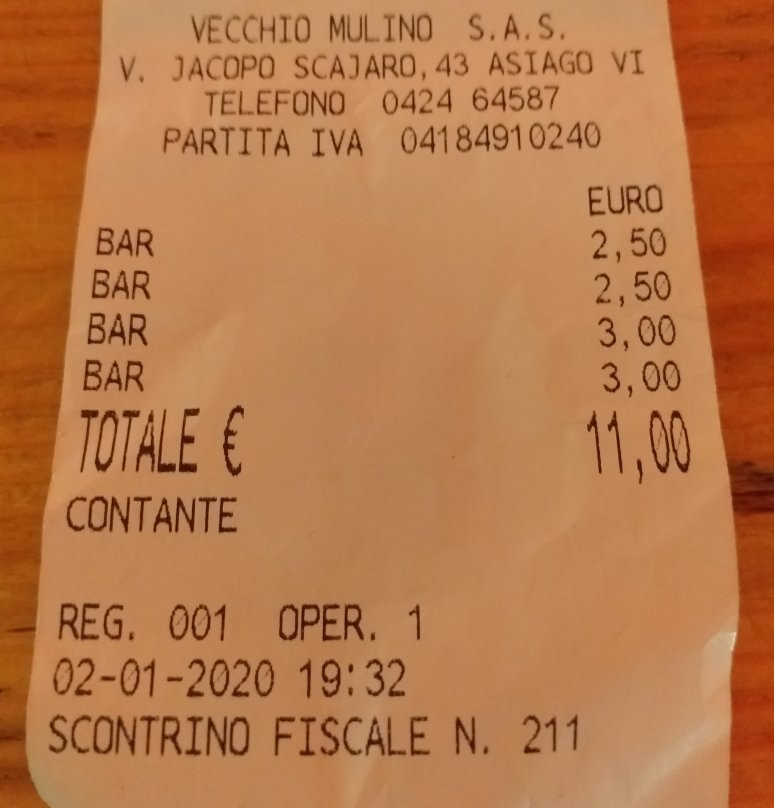 VECCHIO MULINO S.A.S.
V. JACOPO SCAJARO,43 ASIAGO VI
TELEFONO 0424 64587
PARTITA IVA 04184910240
EURO
BAR 2,50
BAR 2,50
BAR 3,00
BAR 3,00
TOTALE € 11,00
CONTANTE
REG. 001 OPER. 1
02-01-2020 19:32
SCONTRINO FISCALE N. 211